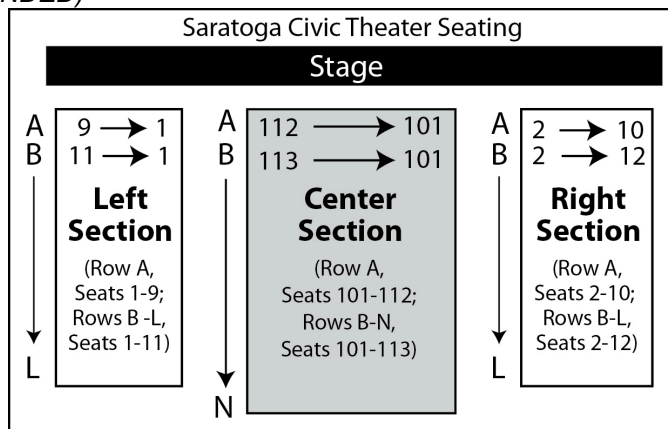 NDED)
Saratoga Civic Theater Seating
Stage
A 9 → 1
B 11 → 1
Left
Section
(Row A,
Seats 1-9;
Rows B -L,
Seats 1-11)
L
A 112 → 101
B 113 → 101
Center
Section
(Row A,
Seats 101-112;
Rows B-N,
Seats 101-113)
N
A 2 → 10
B 2 → 12
Right
Section
(Row A,
Seats 2-10;
Rows B-L,
Seats 2-12)
L